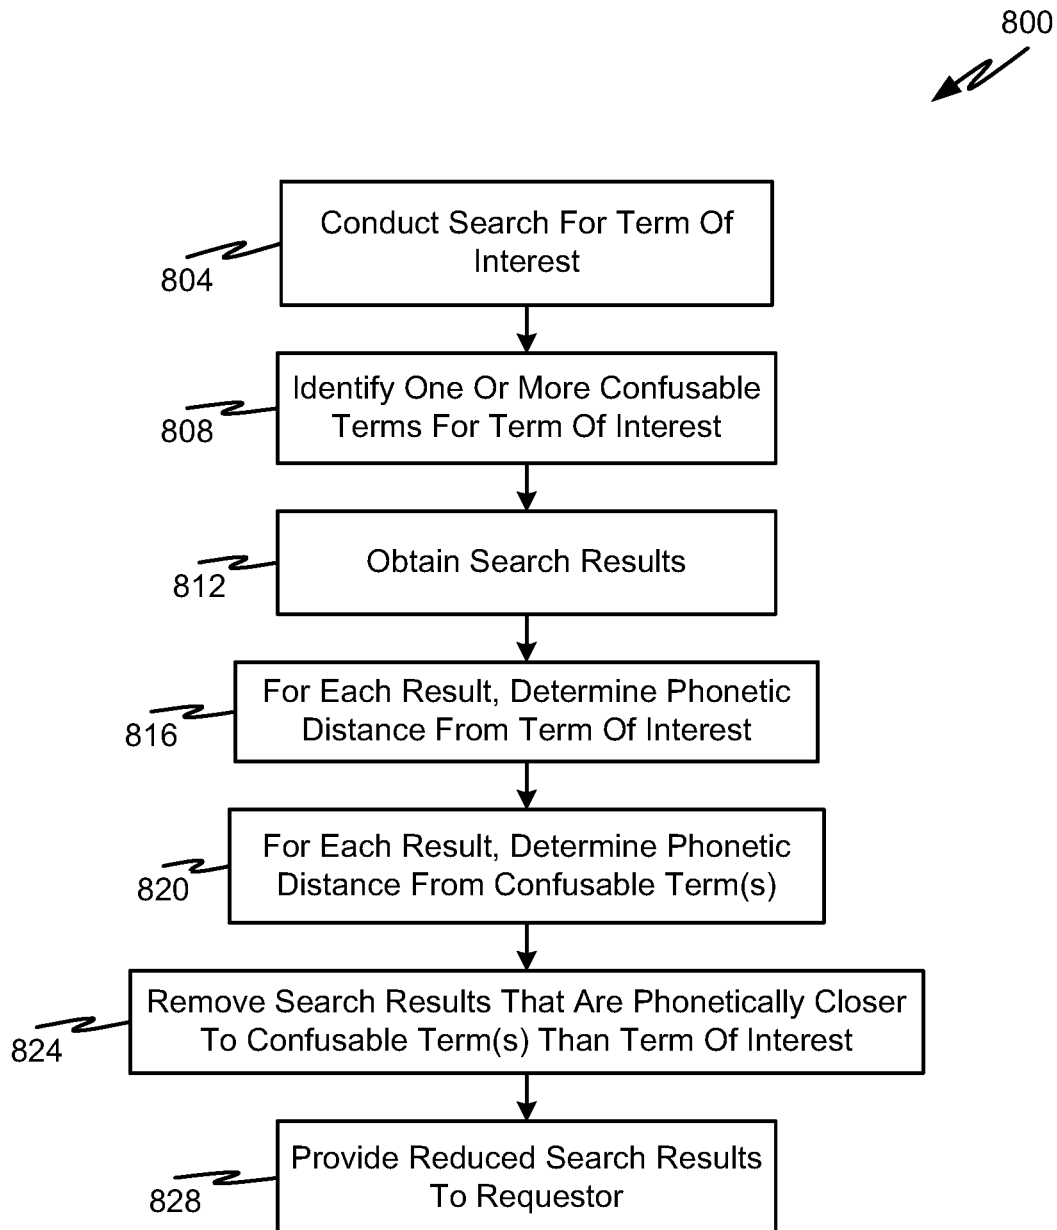 800
Conduct Search For Term Of
Interest
804
Identify One Or More Confusable
Terms For Term Of Interest
808
Obtain Search Results
812
For Each Result, Determine Phonetic
Distance From Term Of Interest
816
For Each Result, Determine Phonetic
Distance From Confusable Term(s)
820
Remove Search Results That Are Phonetically Closer
To Confusable Term(s) Than Term Of Interest
824
Provide Reduced Search Results
To Requestor
828